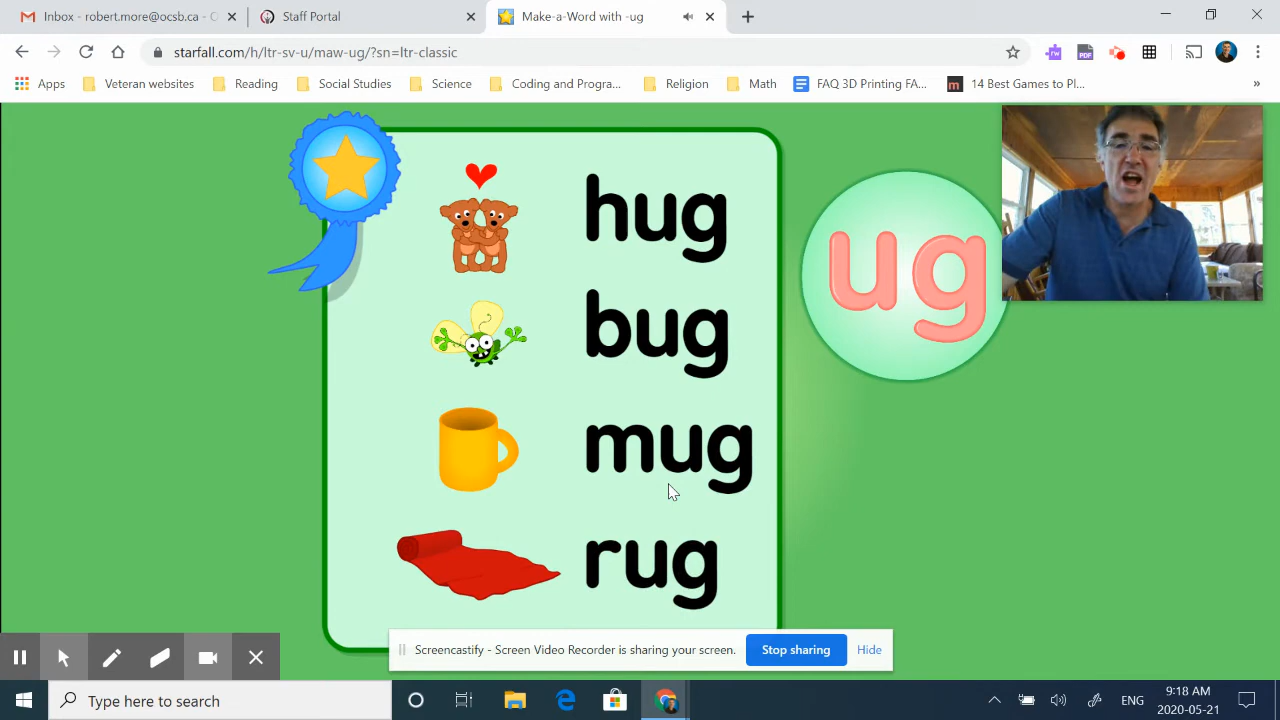 Inbox - robert.more@ocsb.ca - O
Staff Portal
Make-a-Word with -ug
starfall.com/h/ltr-sv-u/maw-ug/?sn=ltr-classic
Apps
Veteran websites
Reading
Social Studies
Science
Coding and Progra...
Religion
Math
FAQ 3D Printing FA...
14 Best Games to Pl...
»
rw
PDF
hug
bug
mug
rug
ug
Screencastify - Screen Video Recorder is sharing your screen.
Stop sharing
Hide
Type here to search
ENG
9:18 AM
2020-05-21